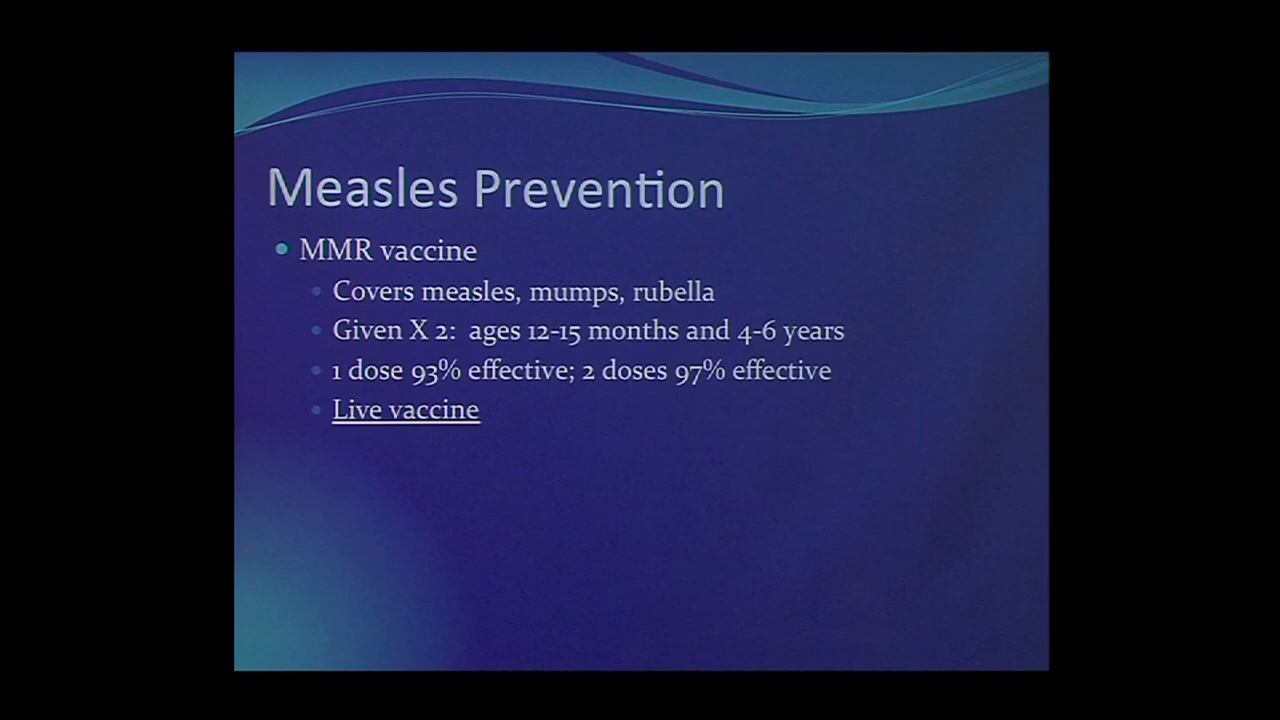 Measles Prevention
MMR vaccine
Covers measles, mumps, rubella
Given X 2:  ages 12-15 months and 4-6 years
1 dose 93% effective; 2 doses 97% effective
Live vaccine